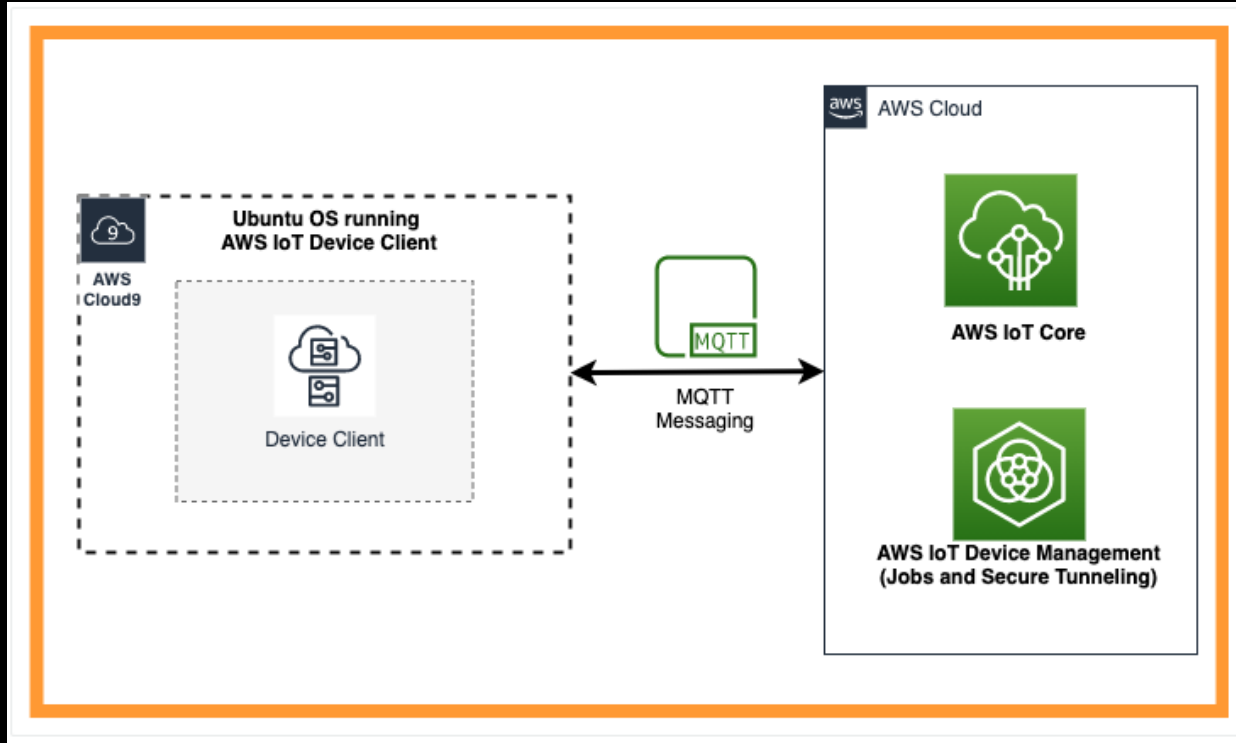 aws
AWS Cloud
9
Ubuntu OS running
AWS IoT Device Client
AWS
Cloud9
Device Client
MQTT
MQTT
Messaging
AWS IoT Core
AWS IoT Device Management
(Jobs and Secure Tunneling)